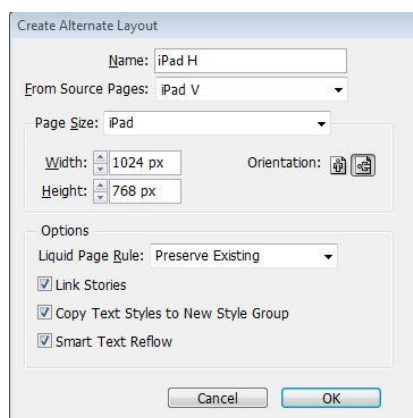 Create Alternate Layout
Name: iPad H
From Source Pages: iPad V
Page Size: iPad
Width: 1024 px Orientation:
Height: 768 px
Options
Liquid Page Rule: Preserve Existing
Link Stories
Copy Text Styles to New Style Group
Smart Text Reflow
Cancel OK